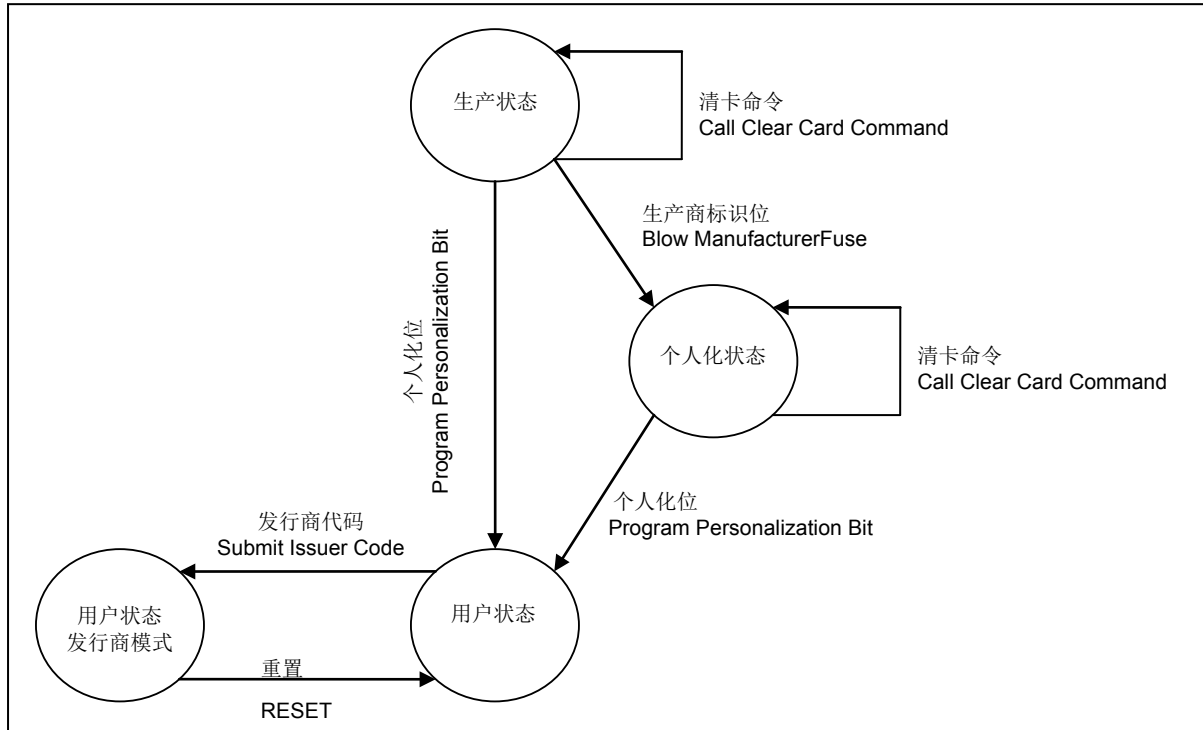 生产状态
清卡命令
Call Clear Card Command
生产商标识位
Blow ManufacturerFuse
个人化位
Program Personalization Bit
个人化状态
清卡命令
Call Clear Card Command
个人化位
Program Personalization Bit
发行商代码
Submit Issuer Code
用户状态
发行商模式
用户状态
重置
RESET